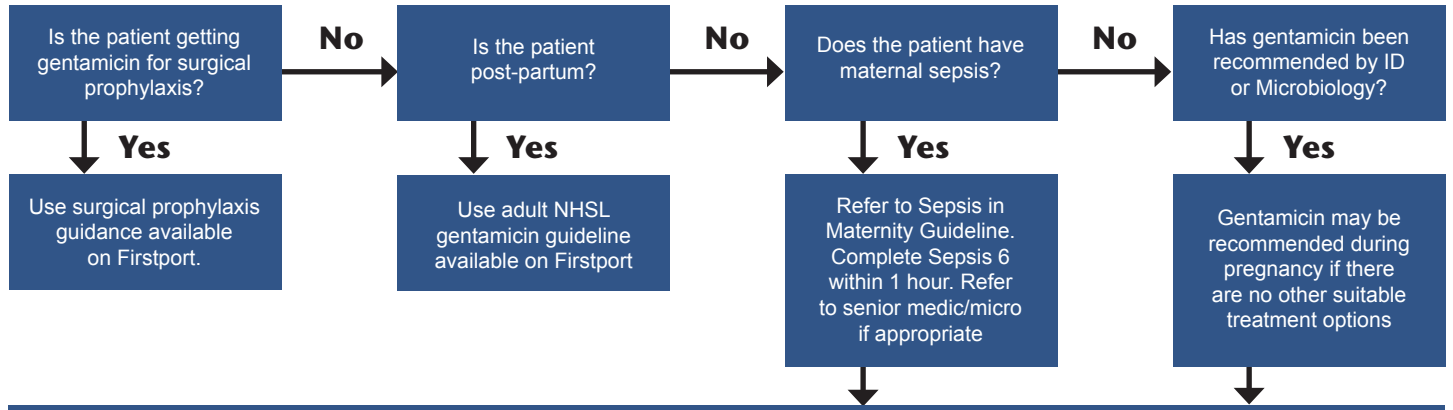 Is the patient getting
gentamicin for surgical
prophylaxis?
No
Is the patient
post-partum?
No
Does the patient have
maternal sepsis?
No
Has gentamicin been
recommended by ID
or Microbiology?
Yes
Yes
Yes
Yes
Use surgical prophylaxis
guidance available
on Firstport.
Use adult NHSL
gentamicin guideline
available on Firstport
Refer to Sepsis in
Maternity Guideline.
Complete Sepsis 6
within 1 hour. Refer
to senior medic/micro
if appropriate
Gentamicin may be
recommended during
pregnancy if there
are no other suitable
treatment options